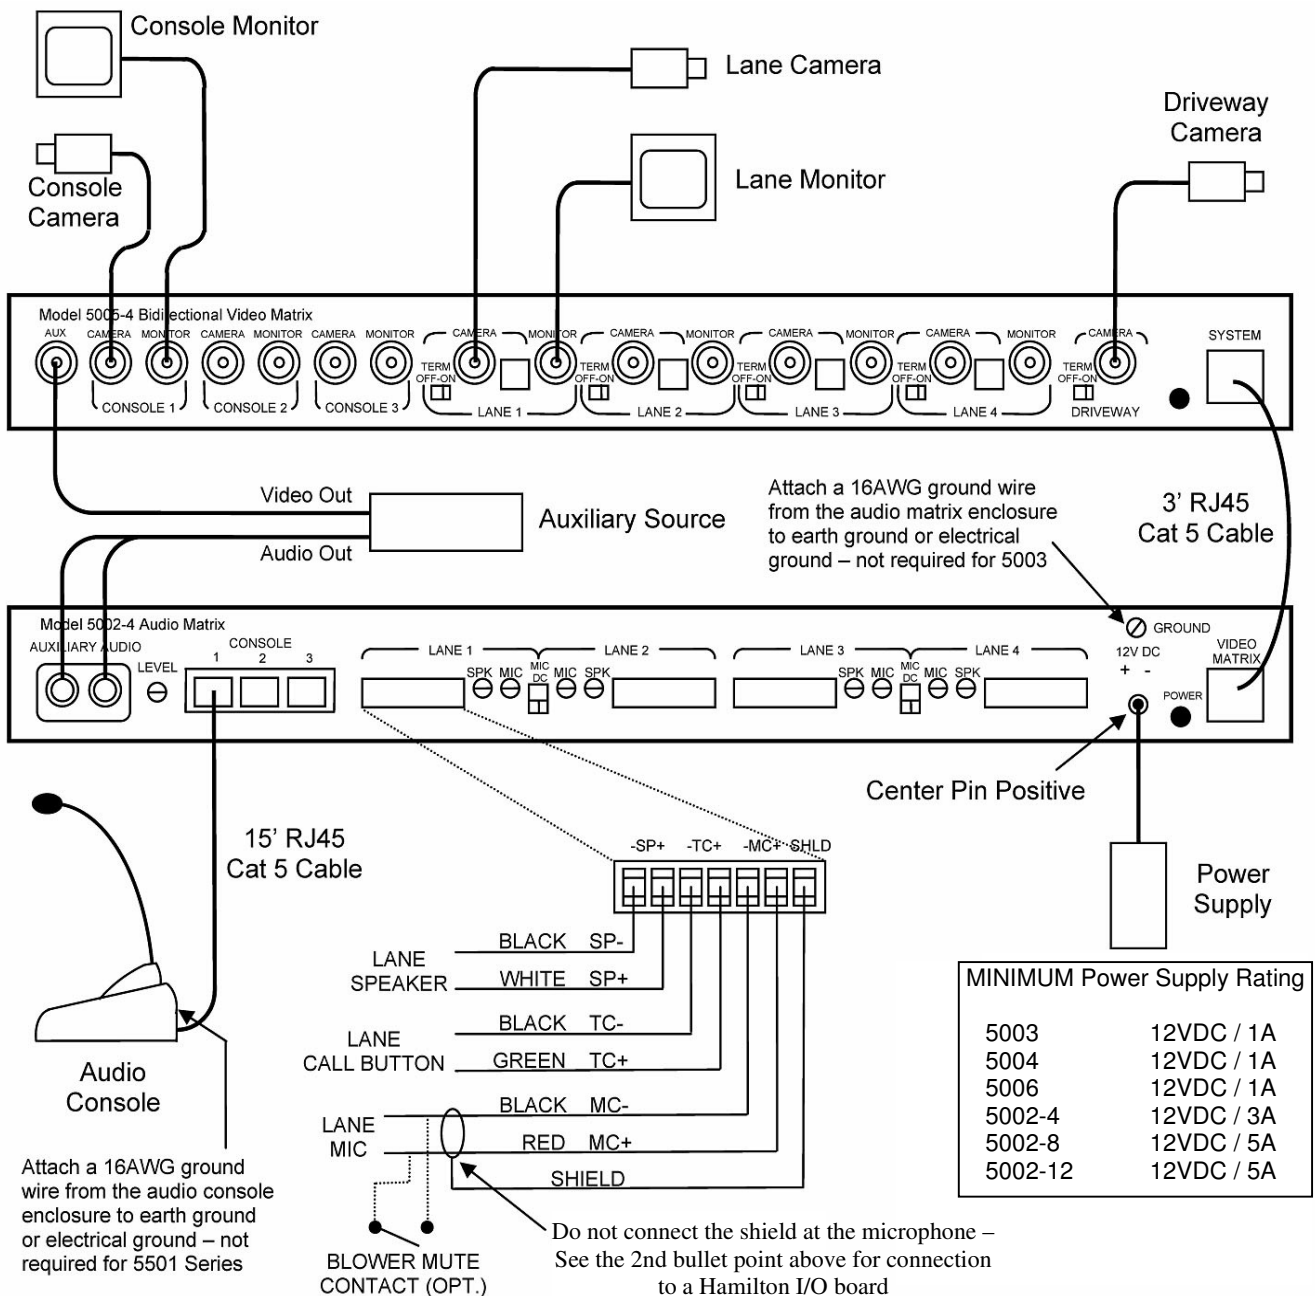 Console Monitor
Lane Camera
Driveway
Camera
Console
Camera
Lane Monitor
Model 5005-4 Bidirectional Video Matrix
AUX CAMERA MONITOR CAMERA MONITOR CAMERA MONITOR CAMERA MONITOR CAMERA MONITOR CAMERA MONITOR CAMERA MONITOR CAMERA SYSTEM
TERM TERM TERM TERM TERM
OFF-ON OFF-ON OFF-ON OFF-ON OFF-ON
CONSOLE 1 CONSOLE 2 CONSOLE 3 LANE 1 LANE 2 LANE 3 LANE 4 DRIVEWAY
Video Out
Audio Out
Auxiliary Source
Attach a 16AWG ground wire
from the audio matrix enclosure
to earth ground or electrical
ground – not required for 5003
3' RJ45
Cat 5 Cable
Model 5002-4 Audio Matrix
AUXILIARY AUDIO
LEVEL
CONSOLE
1 2 3
LANE 1 LANE 2 LANE 3 LANE 4
SPK MIC MIC DC MIC SPK SPK MIC MIC DC MIC SPK
GROUND
12V DC
+ -
POWER
VIDEO
MATRIX
Center Pin Positive
15' RJ45
Cat 5 Cable
-SP+ -TC+ -MC+ SHLD
Power
Supply
LANE
SPEAKER
BLACK SP-
WHITE SP+
LANE
CALL BUTTON
BLACK TC-
GREEN TC+
LANE
MIC
BLACK MC-
RED MC+
SHIELD
MINIMUM Power Supply Rating
5003 12VDC / 1A
5004 12VDC / 1A
5006 12VDC / 1A
5002-4 12VDC / 3A
5002-8 12VDC / 5A
5002-12 12VDC / 5A
Audio
Console
Attach a 16AWG ground
wire from the audio console
enclosure to earth ground
or electrical ground – not
required for 5501 Series
BLOWER MUTE
CONTACT (OPT.)
Do not connect the shield at the microphone –
See the 2nd bullet point above for connection
to a Hamilton I/O board